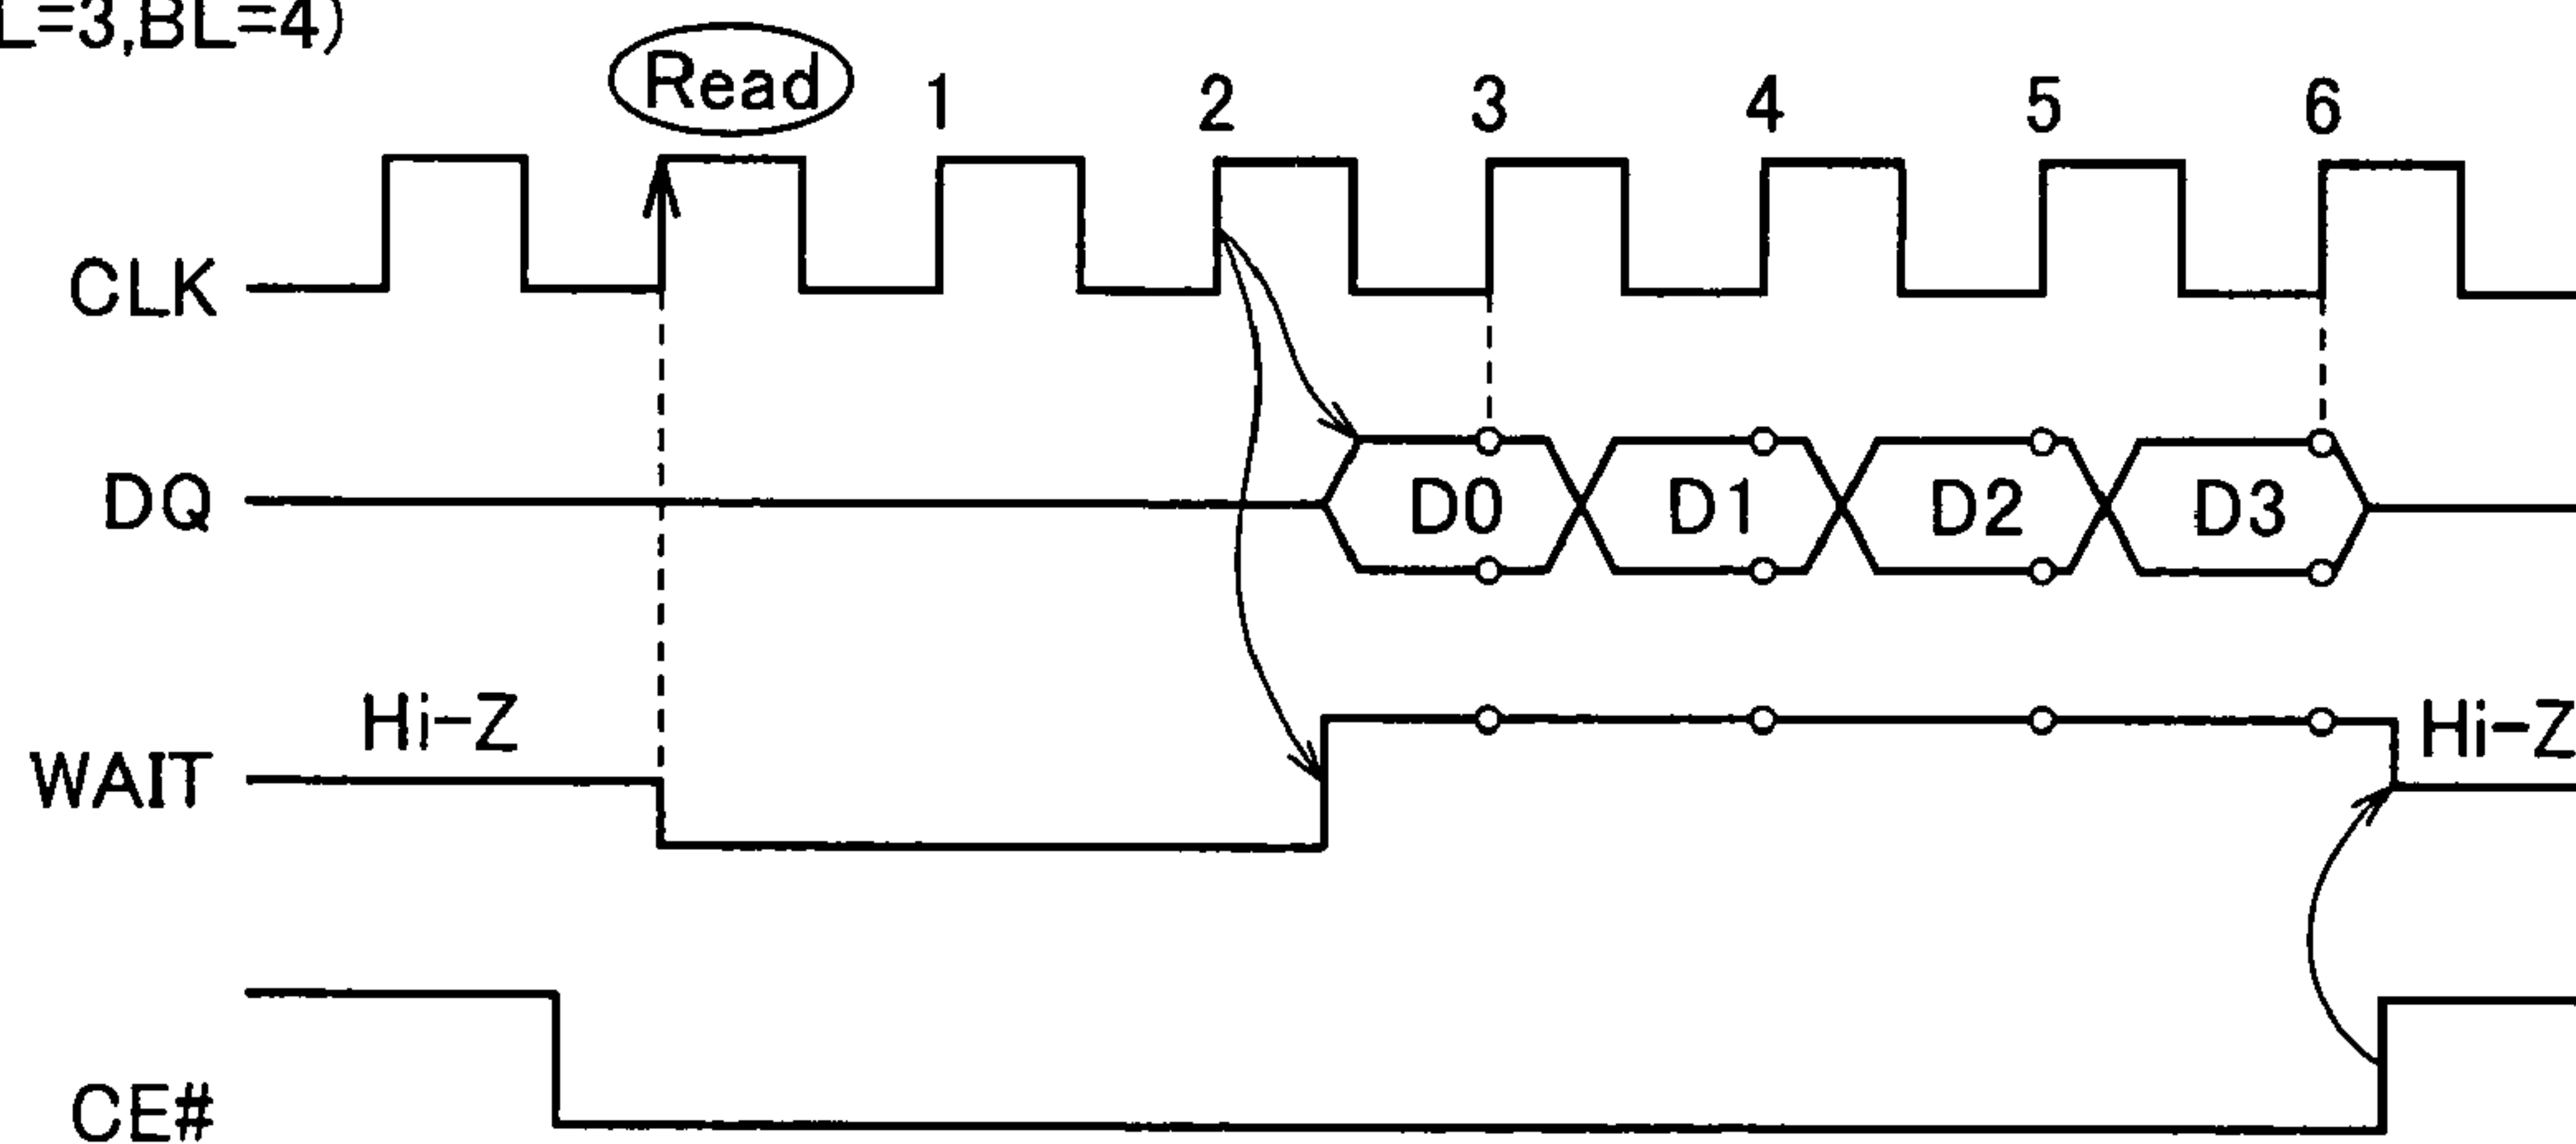 L=3,BL=4)
Read 1 2 3 4 5 6
CLK
DQ D0 D1 D2 D3
Hi-Z Hi-Z
WAIT
CE#